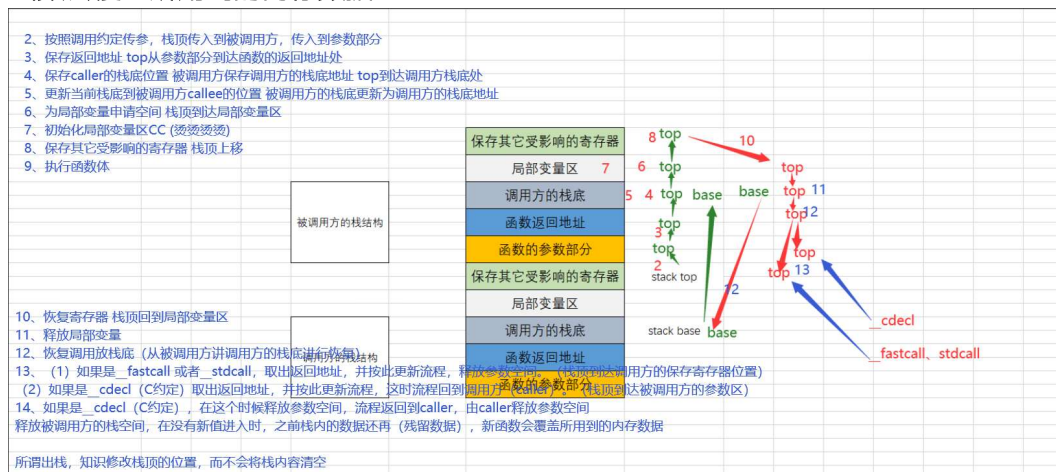 2、按照调用约定传参，栈顶传入到被调用方，传入到参数部分
3、保存返回地址 top从参数部分到达函数的返回地址处
4、保存caller的栈底位置 被调用方保存调用方的栈底地址 top到达调用方栈底处
5、更新当前栈底到被调用方callee的位置 被调用方的栈底更新为调用方的栈底地址
6、为局部变量申请空间 栈顶到达局部变量区
7、初始化局部变量区CC (烫烫烫烫)
8、保存其它受影响的寄存器 栈顶上移
9、执行函数体
保存其它受影响的寄存器
8 top
10
局部变量区 7
6 top
top
调用方的栈底
5 4 top base base top 11
被调用方的栈结构
函数返回地址
top
3
top 12
函数的参数部分
top
2
top
保存其它受影响的寄存器
stack top
top 13
局部变量区
12
调用方的栈底
stack base base
__cdecl
函数返回地址
__fastcall、stdcall
函数的参数部分
10、恢复寄存器 栈顶回到局部变量区
11、释放局部变量
12、恢复调用放栈底（从被调用方讲调用方的栈底进行恢复）
调用方的栈结构
13、（1）如果是__fastcall 或者__stdcall，取出返回地址，并按此更新流程，释放参数空间。（栈顶到达调用方的保存寄存器位置）
（2）如果是__cdecl（C约定）取出返回地址，并按此更新流程，这时流程回到调用方（caller）。（栈顶到达被调用方的参数区）
14、如果是__cdecl（C约定），在这个时候释放参数空间，流程返回到caller，由caller释放参数空间
释放被调用方的栈空间，在没有新值进入时，之前栈内的数据还再（残留数据），新函数会覆盖所用到的内存数据
所谓出栈，知识修改栈顶的位置，而不会将栈内容清空